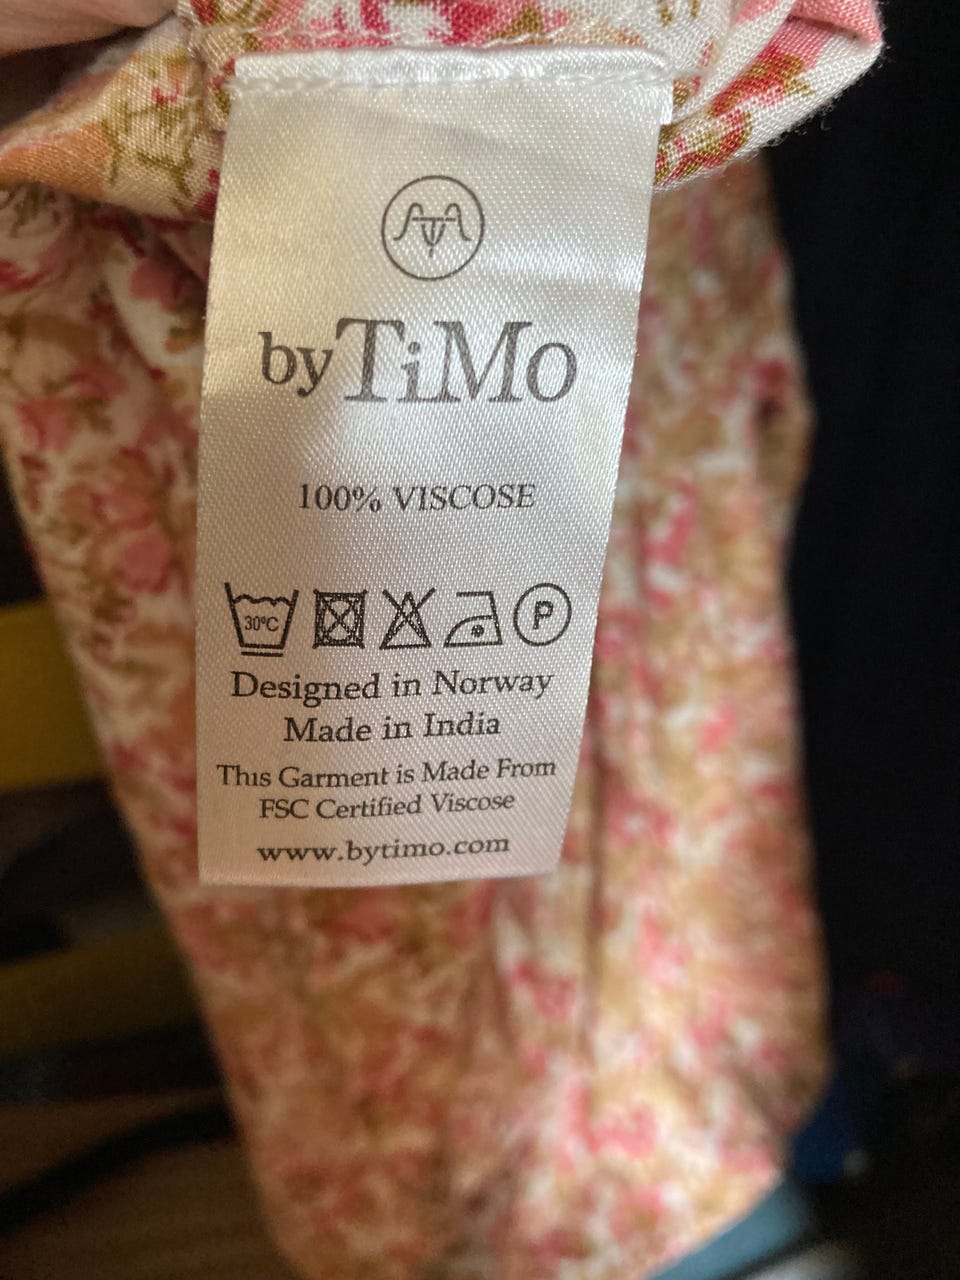 byTiMo
100% VISCOSE
30°C P
Designed in Norway
Made in India
This Garment is Made From
FSC Certified Viscose
www.bytimo.com